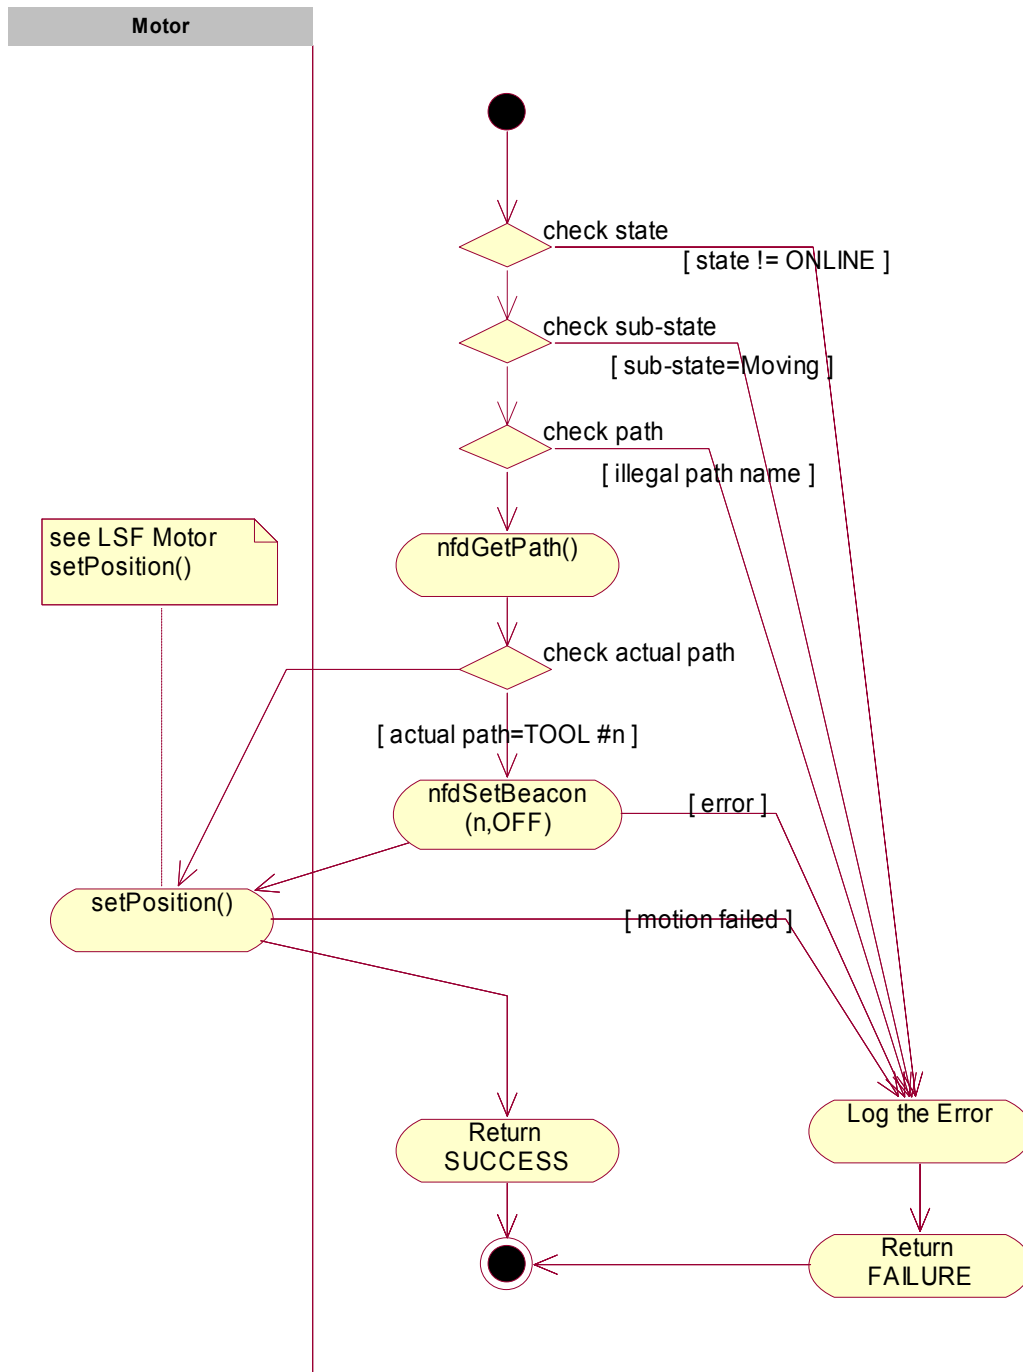 Motor
check state
[ state != ONLINE ]
check sub-state
[ sub-state=Moving ]
check path
[ illegal path name ]
see LSF Motor
setPosition()
nfdGetPath()
check actual path
[ actual path=TOOL #n ]
nfdSetBeacon
(n,OFF)
[ error ]
setPosition()
[ motion failed ]
Log the Error
Return
SUCCESS
Return
FAILURE